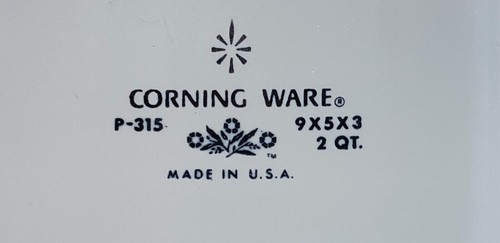 CORNING WARE®
P-315 9X5X3
2 QT.
TM
MADE IN U.S.A.